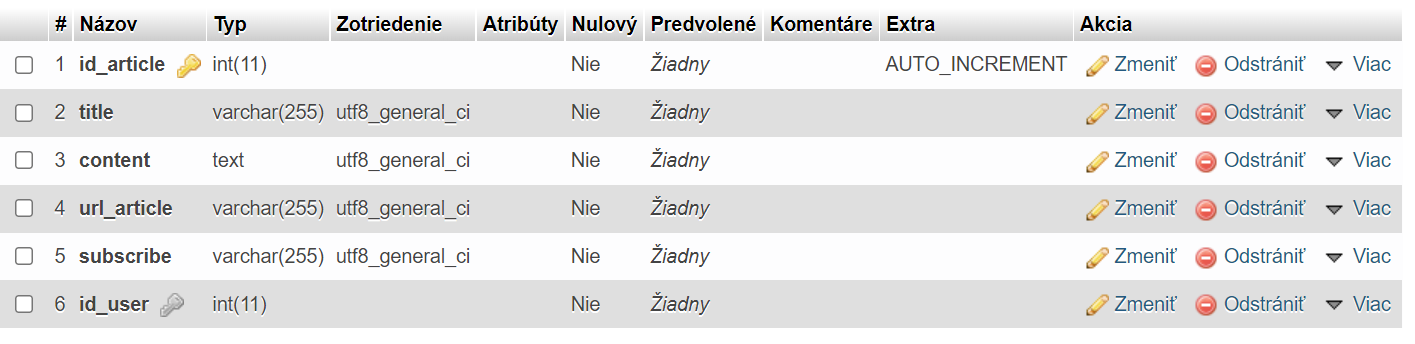 # Názov Typ Zotriedenie Atribúty Nulový Predvolené Komentáre Extra Akcia
1 id_article int(11) Nie Žiadny AUTO_INCREMENT Zmeniť Odstrániť Viac
2 title varchar(255) utf8_general_ci Nie Žiadny Zmeniť Odstrániť Viac
3 content text utf8_general_ci Nie Žiadny Zmeniť Odstrániť Viac
4 url_article varchar(255) utf8_general_ci Nie Žiadny Zmeniť Odstrániť Viac
5 subscribe varchar(255) utf8_general_ci Nie Žiadny Zmeniť Odstrániť Viac
6 id_user int(11) Nie Žiadny Zmeniť Odstrániť Viac